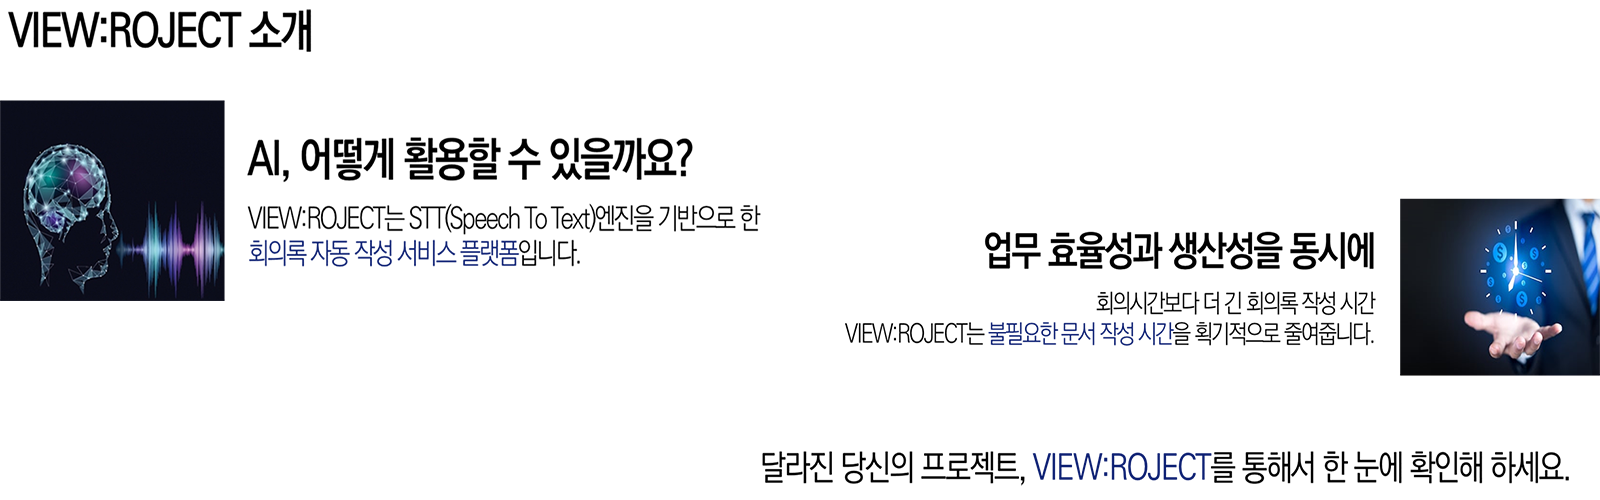 VIEW:ROJECT 소개
AI, 어떻게 활용할 수 있을까요?
VIEW:ROJECT는 STT(Speech To Text)엔진을 기반으로 한
회의록 자동 작성 서비스 플랫폼입니다.
업무 효율성과 생산성을 동시에
회의시간보다 더 긴 회의록 작성 시간
VIEW:ROJECT는 불필요한 문서 작성 시간을 획기적으로 줄여줍니다.
달라진 당신의 프로젝트, VIEW:ROJECT를 통해서 한 눈에 확인해 하세요.